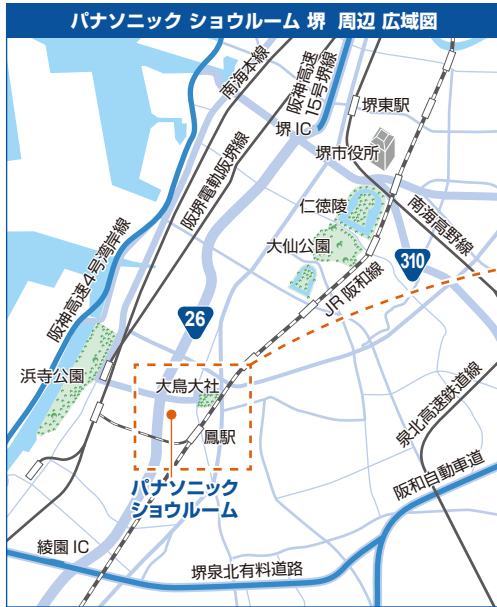 パナソニック ショウルーム 堺 周辺 広域図
南海本線
阪神高速
15号堺線
堺IC
堺東駅
堺市役所
阪堺電軌阪堺線
仁徳陵
大仙公園
南海高野線
310
阪神高速4号湾岸線
JR阪和線
26
浜寺公園
大鳥大社
鳳駅
泉北高速鉄道線
パナソニック
ショウルーム
阪和自動車道
綾園IC
堺泉北有料道路